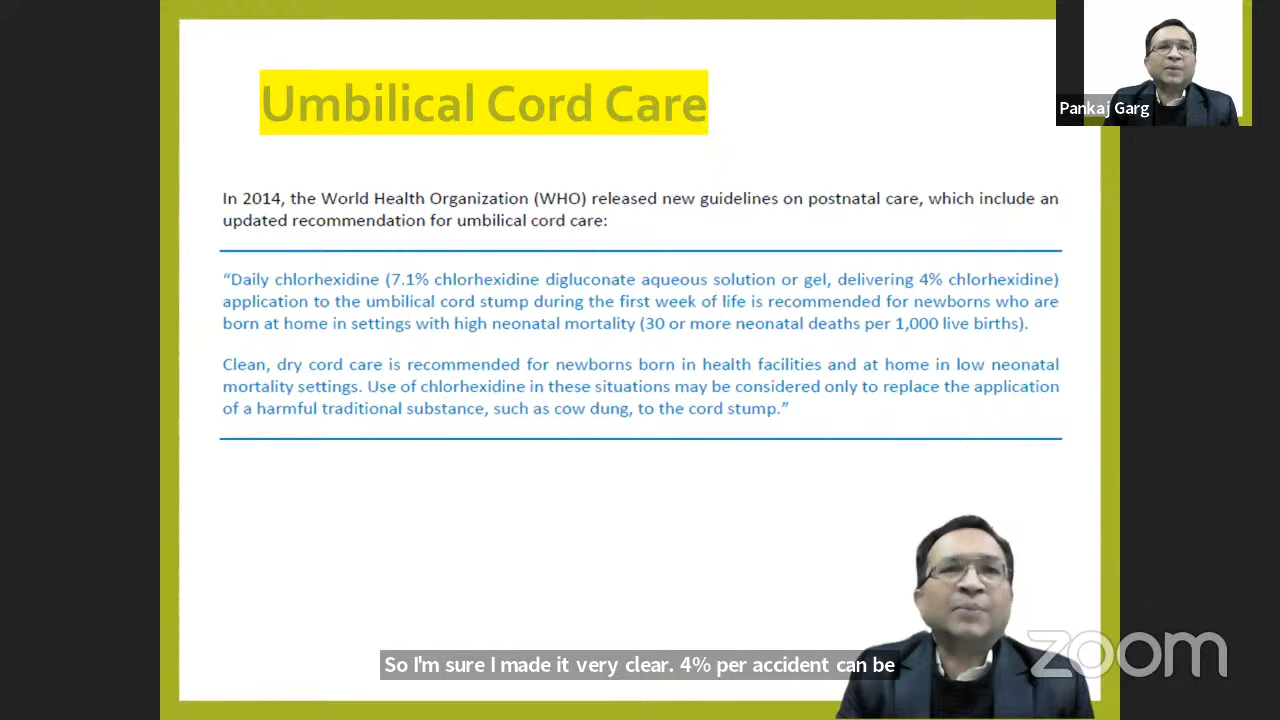 Umbilical Cord Care
Pankaj Garg
In 2014, the World Health Organization (WHO) released new guidelines on postnatal care, which include an
updated recommendation for umbilical cord care:
“Daily chlorhexidine (7.1% chlorhexidine digluconate aqueous solution or gel, delivering 4% chlorhexidine)
application to the umbilical cord stump during the first week of life is recommended for newborns who are
born at home in settings with high neonatal mortality (30 or more neonatal deaths per 1,000 live births).
Clean, dry cord care is recommended for newborns born in health facilities and at home in low neonatal
mortality settings. Use of chlorhexidine in these situations may be considered only to replace the application
of a harmful traditional substance, such as cow dung, to the cord stump.”
So I'm sure I made it very clear. 4% per accident can be
zoom